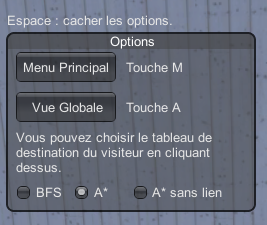 Espace : cacher les options.
Options
Menu Principal Touche M
Vue Globale Touche A
Vous pouvez choisir le tableau de
destination du visiteur en cliquant
dessus.
BFS A* A* sans lien